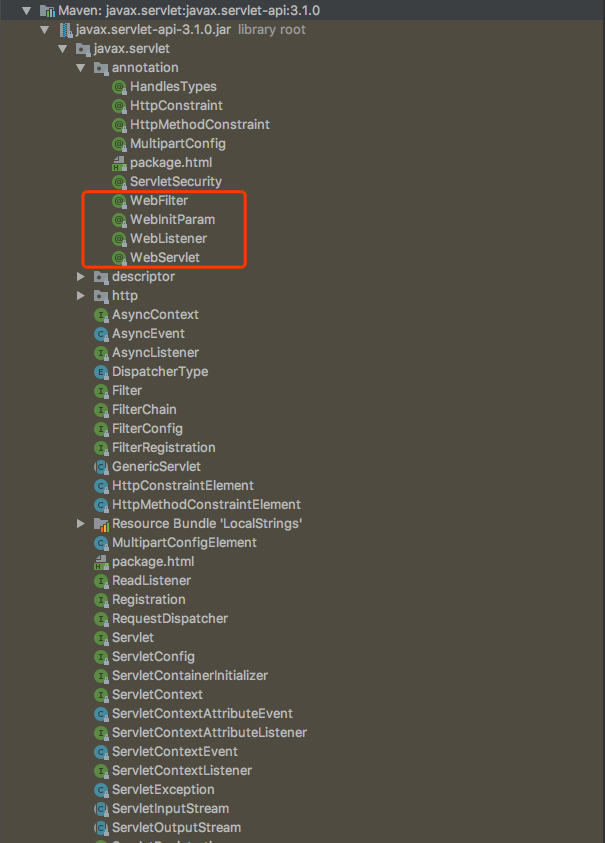 Maven: javax.servlet:javax.servlet-api:3.1.0
javax.servlet-api-3.1.0.jar library root
javax.servlet
annotation
HandlesTypes
HttpConstraint
HttpMethodConstraint
MultipartConfig
package.html
ServletSecurity
WebFilter
WebInitParam
WebListener
WebServlet
descriptor
http
AsyncContext
AsyncEvent
AsyncListener
DispatcherType
Filter
FilterChain
FilterConfig
FilterRegistration
GenericServlet
HttpConstraintElement
HttpMethodConstraintElement
Resource Bundle 'LocalStrings'
MultipartConfigElement
package.html
ReadListener
Registration
RequestDispatcher
Servlet
ServletConfig
ServletContainerInitializer
ServletContext
ServletContextAttributeEvent
ServletContextAttributeListener
ServletContextEvent
ServletContextListener
ServletException
ServletInputStream
ServletOutputStream